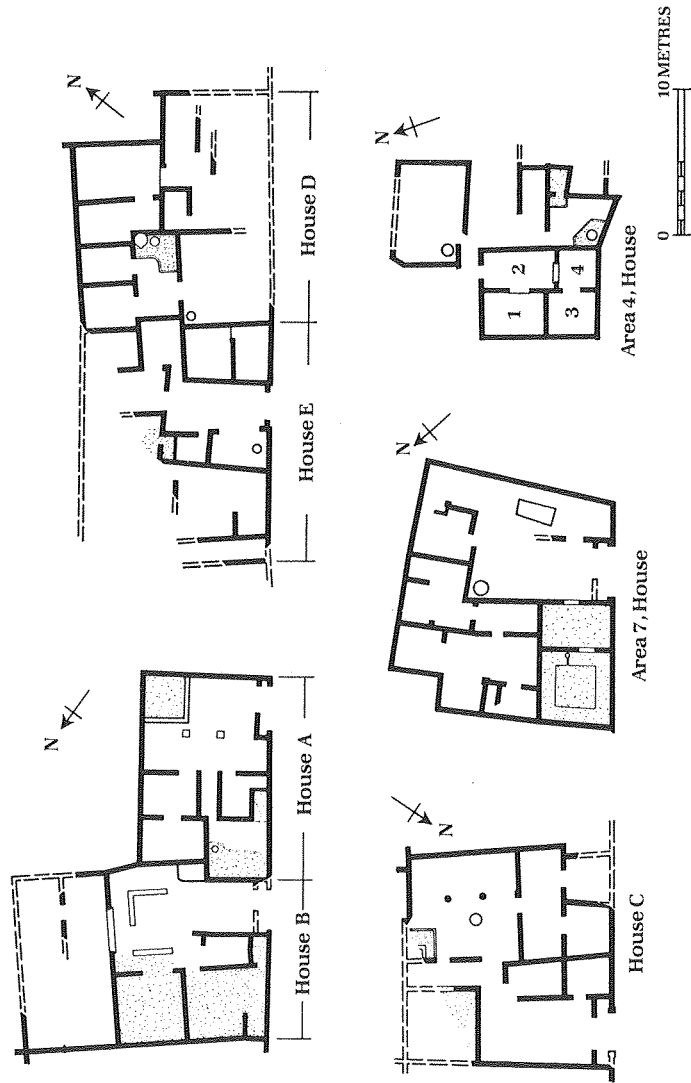 N
House B
House A
N
House E
House D
N
House C
N
Area 7, House
N
1
2
3
4
Area 4, House
0
10 METRES